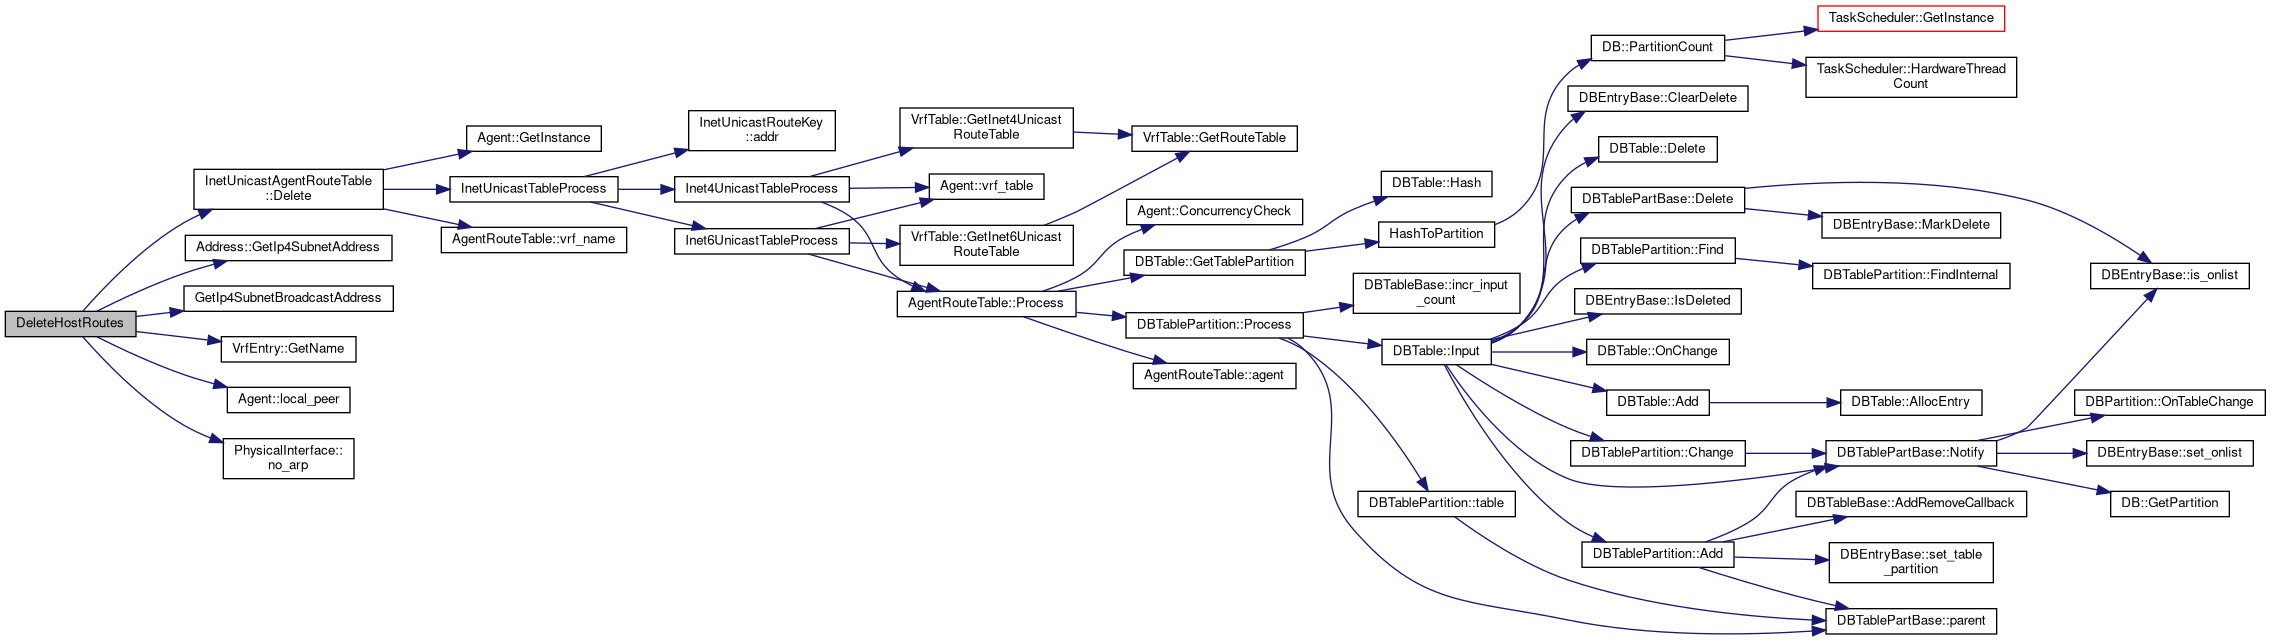 DeleteHostRoutes
InetUnicastAgentRouteTable
::Delete
Address::GetIp4SubnetAddress
GetIp4SubnetBroadcastAddress
VrfEntry::GetName
Agent::local_peer
PhysicalInterface::
no_arp
Agent::GetInstance
InetUnicastTableProcess
AgentRouteTable::vrf_name
InetUnicastRouteKey
::addr
Inet4UnicastTableProcess
Inet6UnicastTableProcess
VrfTable::GetInet4Unicast
RouteTable
Agent::vrf_table
VrfTable::GetInet6Unicast
RouteTable
AgentRouteTable::Process
VrfTable::GetRouteTable
Agent::ConcurrencyCheck
DBTable::GetTablePartition
DBTablePartition::Process
AgentRouteTable::agent
DBTable::Hash
HashToPartition
DBTableBase::incr_input
_count
DBTable::Input
DBTablePartition::table
DB::PartitionCount
DBEntryBase::ClearDelete
DBTable::Delete
DBTablePartBase::Delete
DBTablePartition::Find
DBEntryBase::IsDeleted
DBTable::OnChange
DBTable::Add
DBTablePartition::Change
DBTablePartition::Add
TaskScheduler::GetInstance
TaskScheduler::HardwareThread
Count
DBEntryBase::MarkDelete
DBTablePartition::FindInternal
DBTable::AllocEntry
DBTablePartBase::Notify
DBTableBase::AddRemoveCallback
DBEntryBase::set_table
_partition
DBTablePartBase::parent
DBEntryBase::is_onlist
DBPartition::OnTableChange
DBEntryBase::set_onlist
DB::GetPartition